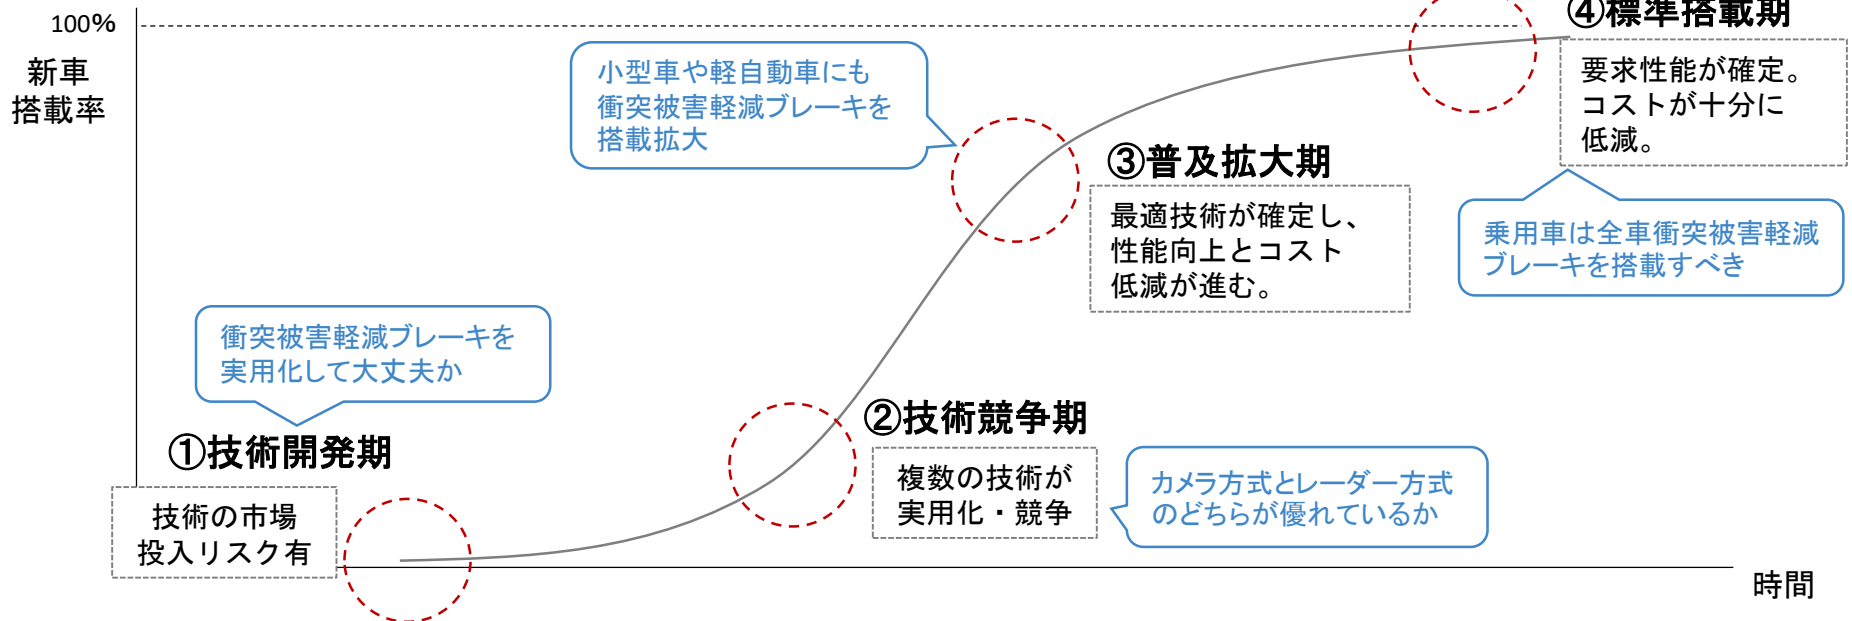 100%
新車
搭載率
④標準搭載期
要求性能が確定。
コストが十分に
低減。
小型車や軽自動車にも
衝突被害軽減ブレーキを
搭載拡大
③普及拡大期
最適技術が確定し、
性能向上とコスト
低減が進む。
乗用車は全車衝突被害軽減
ブレーキを搭載すべき
衝突被害軽減ブレーキを
実用化して大丈夫か
①技術開発期
技術の市場
投入リスク有
②技術競争期
複数の技術が
実用化・競争
カメラ方式とレーダー方式
のどちらが優れているか
時間